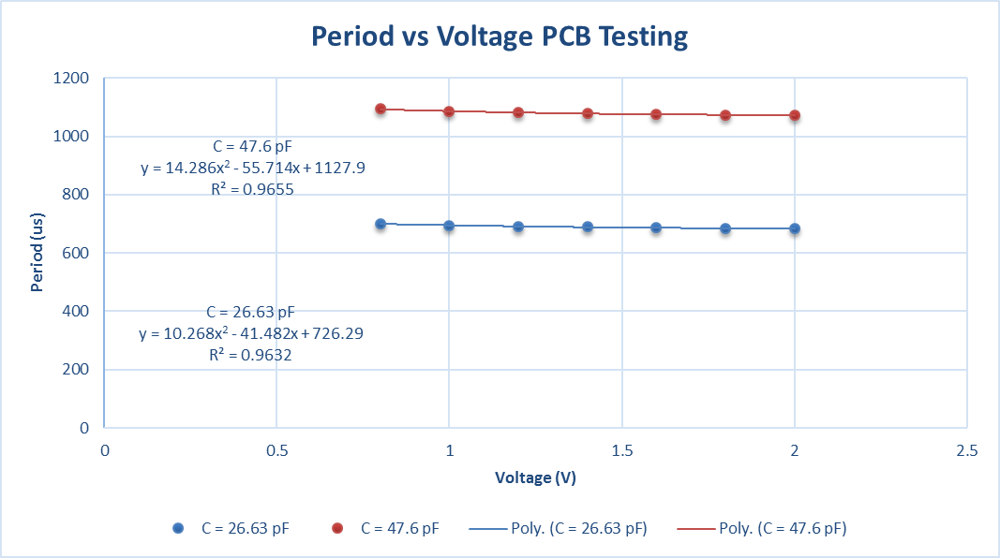 Period vs Voltage PCB Testing
1200
1000
800
600
400
200
0
Period (us)
C = 47.6 pF
y = 14.286x² - 55.714x + 1127.9
R² = 0.9655
C = 26.63 pF
y = 10.268x² - 41.482x + 726.29
R² = 0.9632
0 0.5 1 1.5 2 2.5
Voltage (V)
C = 26.63 pF C = 47.6 pF Poly. (C = 26.63 pF) Poly. (C = 47.6 pF)